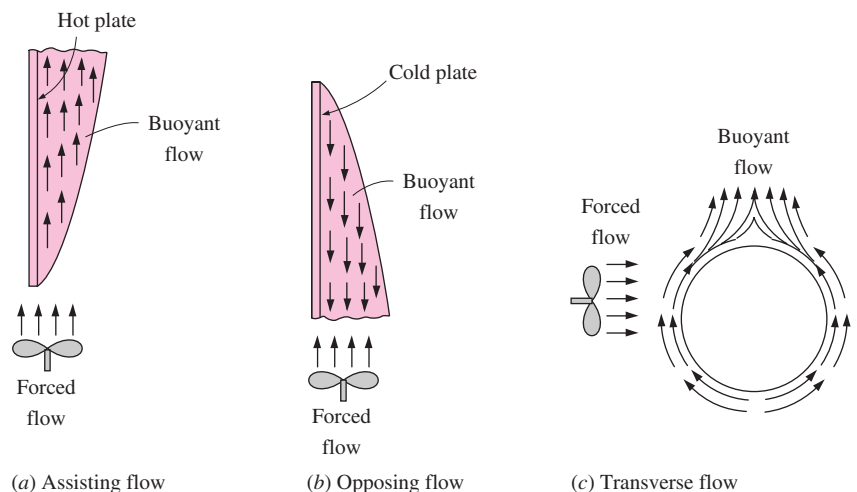 Hot plate
Buoyant
flow
Forced
flow
(a) Assisting flow
Cold plate
Buoyant
flow
Forced
flow
(b) Opposing flow
Buoyant
flow
Forced
flow
(c) Transverse flow